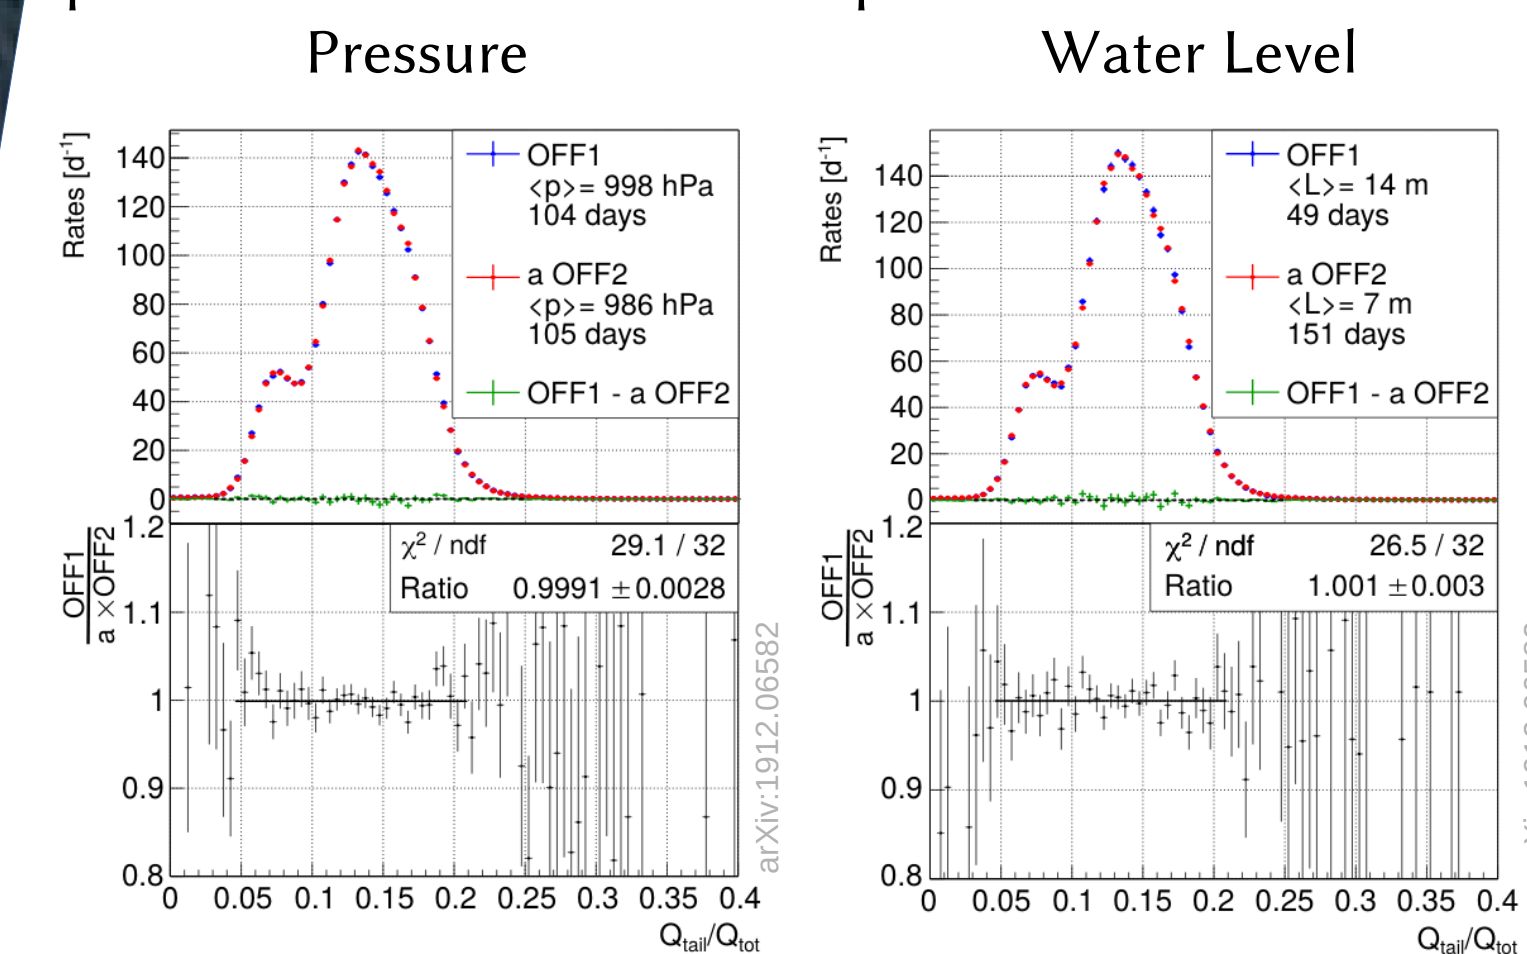 Pressure
Water Level
Rates [d⁻¹]
140
120
100
80
60
40
20
0
OFF1
<p>= 998 hPa
104 days
a OFF2
<p>= 986 hPa
105 days
OFF1 - a OFF2
OFF1
a ×OFF2
1.2
1.1
1
0.9
0.8
χ² / ndf 29.1 / 32
Ratio 0.9991 ±0.0028
0 0.05 0.1 0.15 0.2 0.25 0.3 0.35 0.4
Qtail/Qtot
arXiv:1912.06582
Rates [d⁻¹]
140
120
100
80
60
40
20
0
OFF1
<L>= 14 m
49 days
a OFF2
<L>= 7 m
151 days
OFF1 - a OFF2
OFF1
a ×OFF2
1.2
1.1
1
0.9
0.8
χ² / ndf 26.5 / 32
Ratio 1.001 ±0.003
0 0.05 0.1 0.15 0.2 0.25 0.3 0.35 0.4
Qtail/Qtot